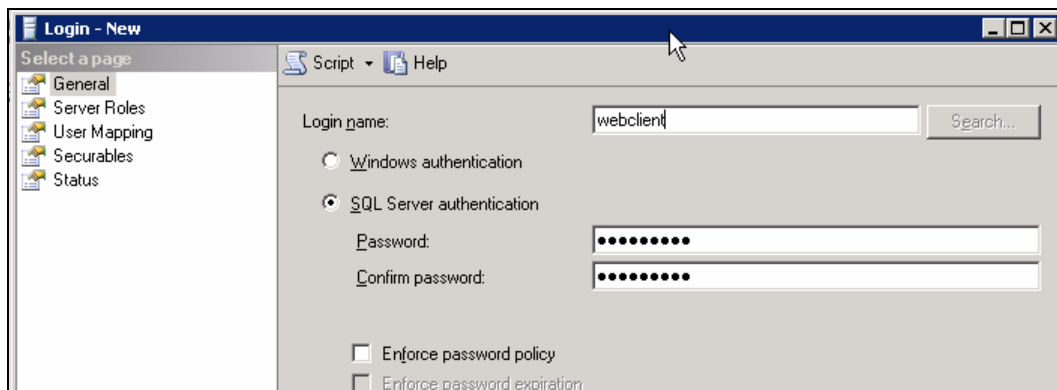 Login - New
Select a page
General
Server Roles
User Mapping
Securables
Status
Script Help
Login name: webclient Search...
Windows authentication
SQL Server authentication
Password: •••••••••
Confirm password: •••••••••
Enforce password policy
Enforce password expiration